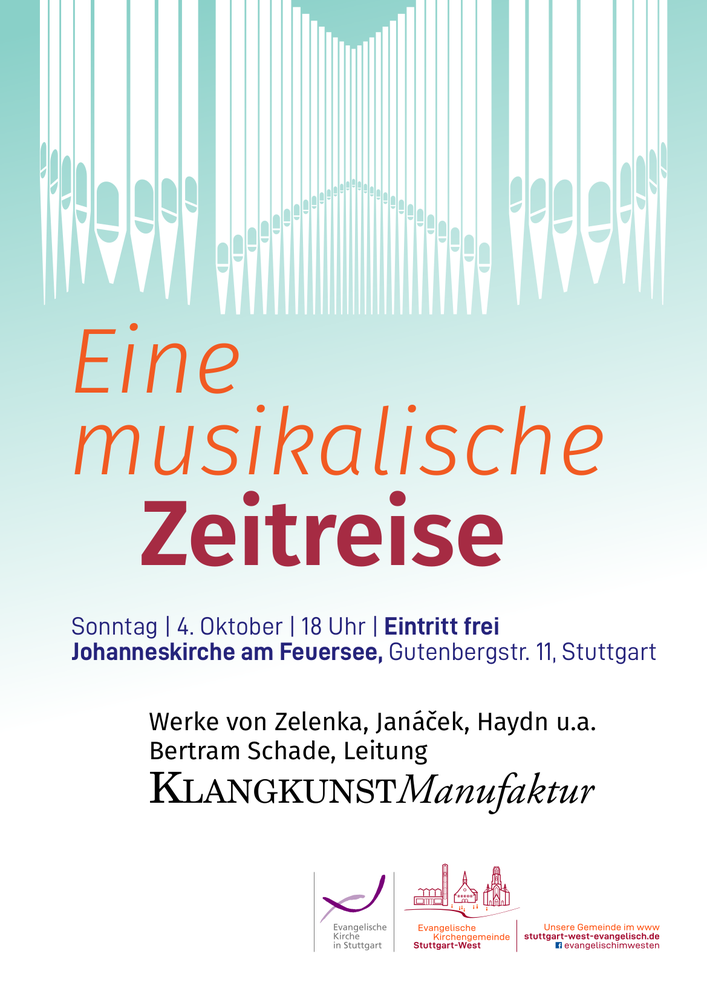 Eine
musikalische
Zeitreise
Sonntag | 4. Oktober | 18 Uhr | Eintritt frei
Johanneskirche am Feuersee, Gutenbergstr. 11, Stuttgart
Werke von Zelenka, Janáček, Haydn u.a.
Bertram Schade, Leitung
KLANGKUNSTManufaktur
Evangelische
Kirche
in Stuttgart
Evangelische
Kirchengemeinde
Stuttgart-West
Unsere Gemeinde im www
stuttgart-west-evangelisch.de
f evangelischimwesten